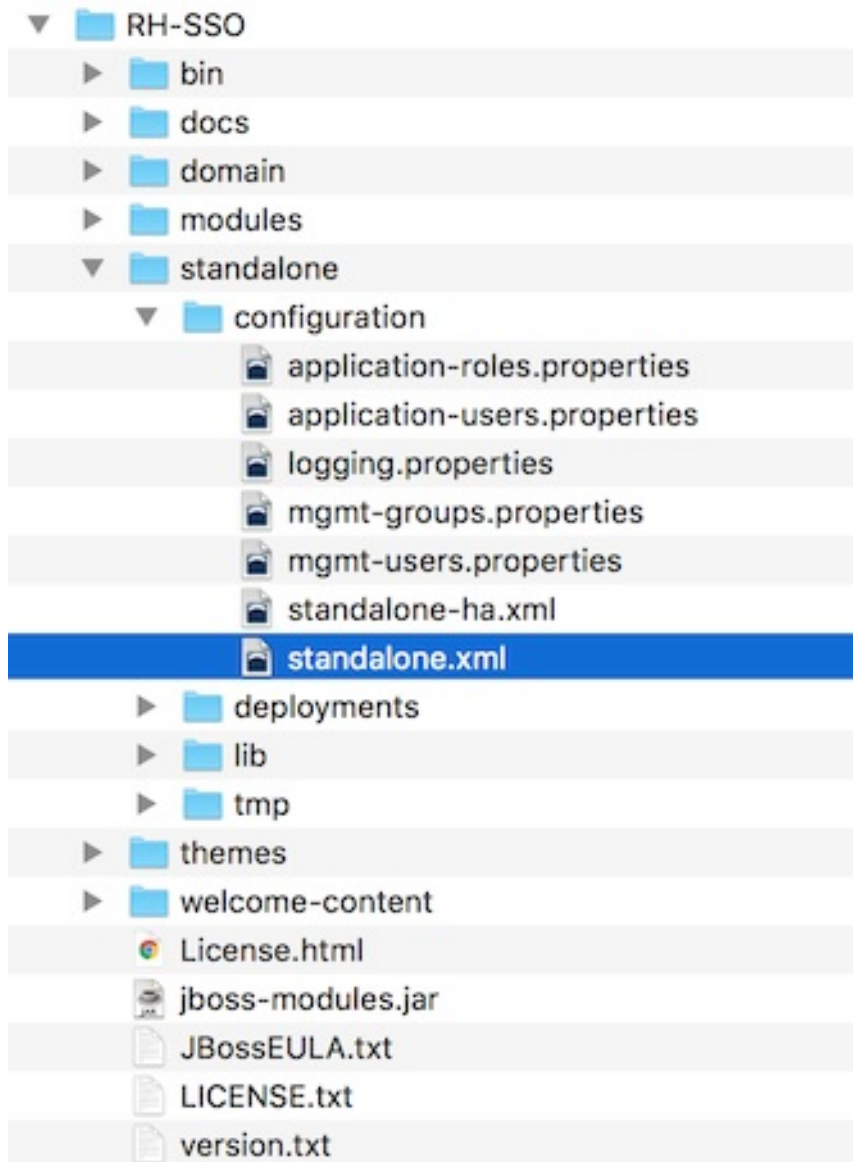 RH-SSO
bin
docs
domain
modules
standalone
configuration
application-roles.properties
application-users.properties
logging.properties
mgmt-groups.properties
mgmt-users.properties
standalone-ha.xml
standalone.xml
deployments
lib
tmp
themes
welcome-content
License.html
jboss-modules.jar
JBossEULA.txt
LICENSE.txt
version.txt